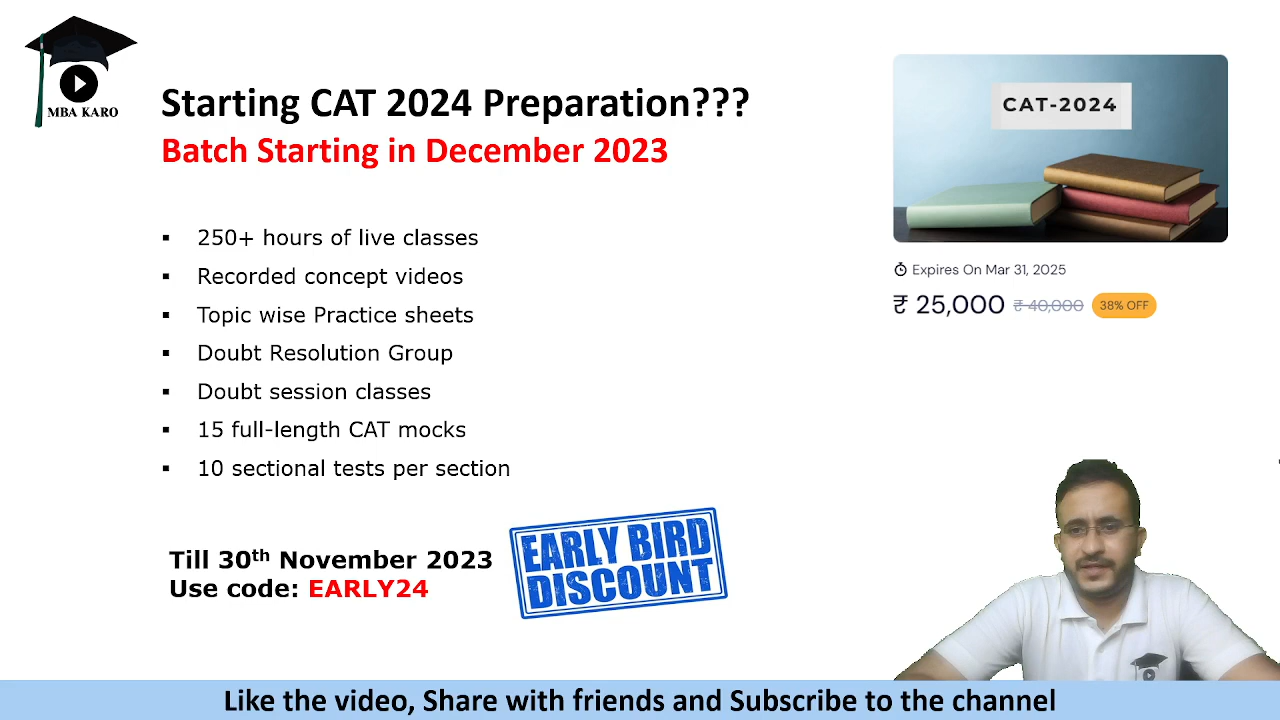 MBA KARO
Starting CAT 2024 Preparation???
Batch Starting in December 2023
250+ hours of live classes
Recorded concept videos
Topic wise Practice sheets
Doubt Resolution Group
Doubt session classes
15 full-length CAT mocks
10 sectional tests per section
Till 30th November 2023
Use code: EARLY24
EARLY BIRD
DISCOUNT
CAT-2024
Expires On Mar 31, 2025
₹ 25,000 ₹ 40,000 38% OFF
Like the video, Share with friends and Subscribe to the channel